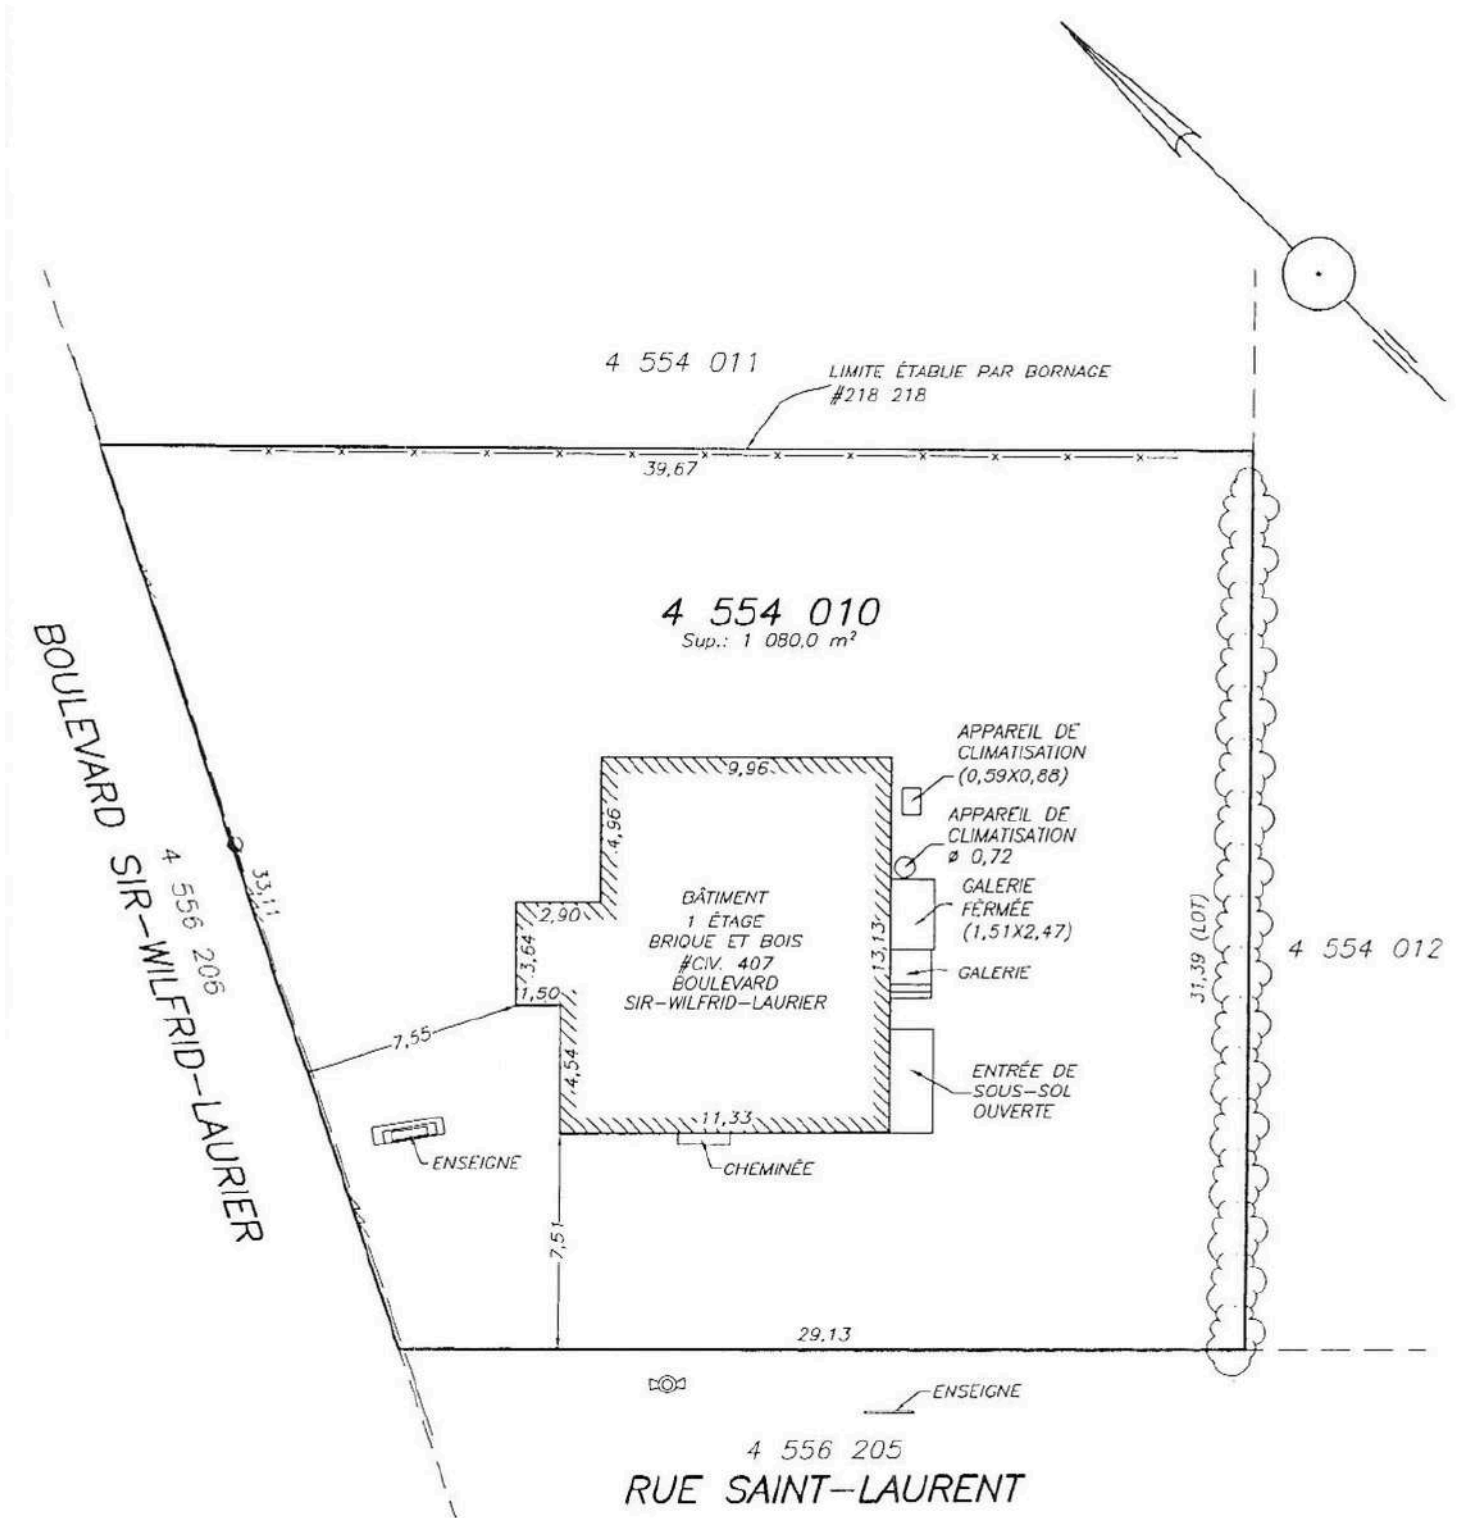 4 554 011
LIMITE ÉTABLIE PAR BORNAGE
#218 218
39,67
4 554 010
Sup.: 1 080,0 m²
BOULEVARD SIR-WILFRID-LAURIER
4 556 206
33,11
APPAREIL DE
CLIMATISATION
(0,59X0,88)
9,96
4,96
APPAREIL DE
CLIMATISATION
ø 0,72
BÂTIMENT
1 ÉTAGE
BRIQUE ET BOIS
#CIV. 407
BOULEVARD
SIR-WILFRID-LAURIER
2,90
3,64
1,50
13,13
GALERIE
FERMÉE
(1,51X2,47)
GALERIE
31,39 (LOT)
4 554 012
7,55
4,54
11,33
ENTRÉE DE
SOUS-SOL
OUVERTE
ENSEIGNE
CHEMINÉE
7,51
29,13
ENSEIGNE
4 556 205
RUE SAINT-LAURENT